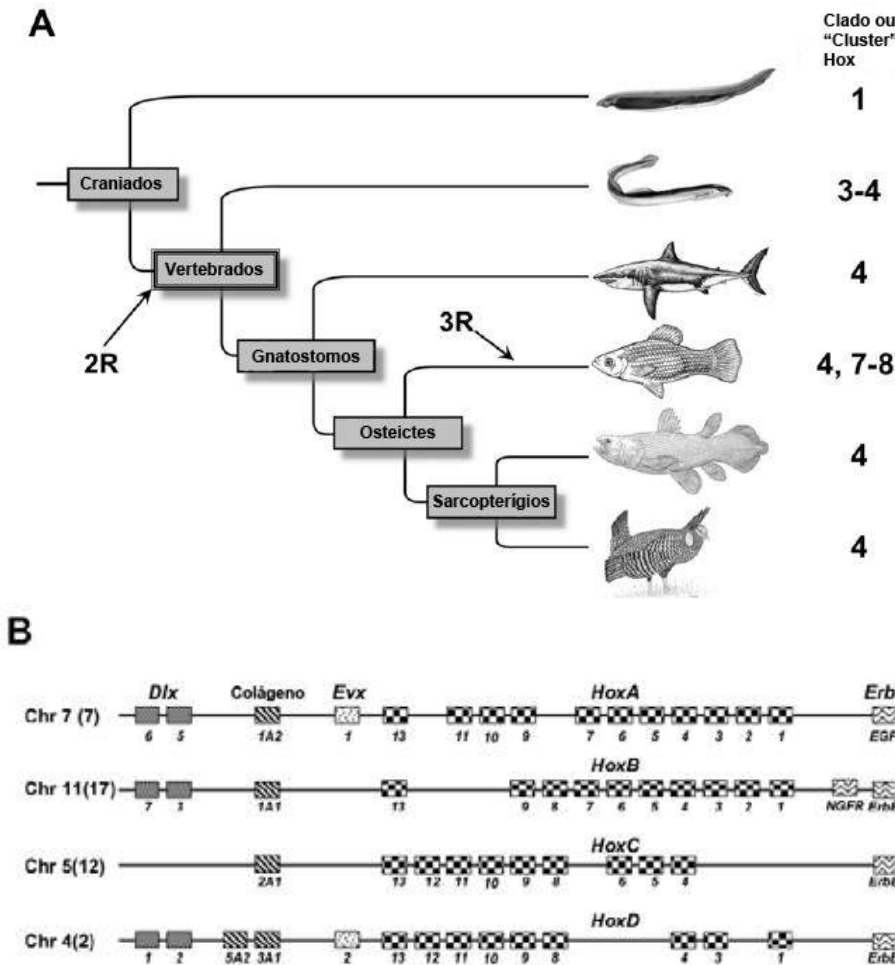 A
Clado ou
“Cluster”
Hox
1
Craniados
3-4
Vertebrados
4
2R
3R
Gnatostomos
4, 7-8
Osteictes
4
Sarcopterígios
4
B
Dlx Colágeno Evx HoxA Erb
Chr 7 (7)
6 5 1A2 1 13 11 10 9 7 6 5 4 3 2 1 EGF
HoxB
Chr 11(17)
7 3 1A1 13 9 8 7 6 5 4 3 2 1 NGFR ErbB
HoxC
Chr 5(12)
2A1 13 12 11 10 9 8 6 5 4 ErbB
HoxD
Chr 4(2)
1 2 5A2 3A1 2 13 12 11 10 9 8 4 3 1 ErbB